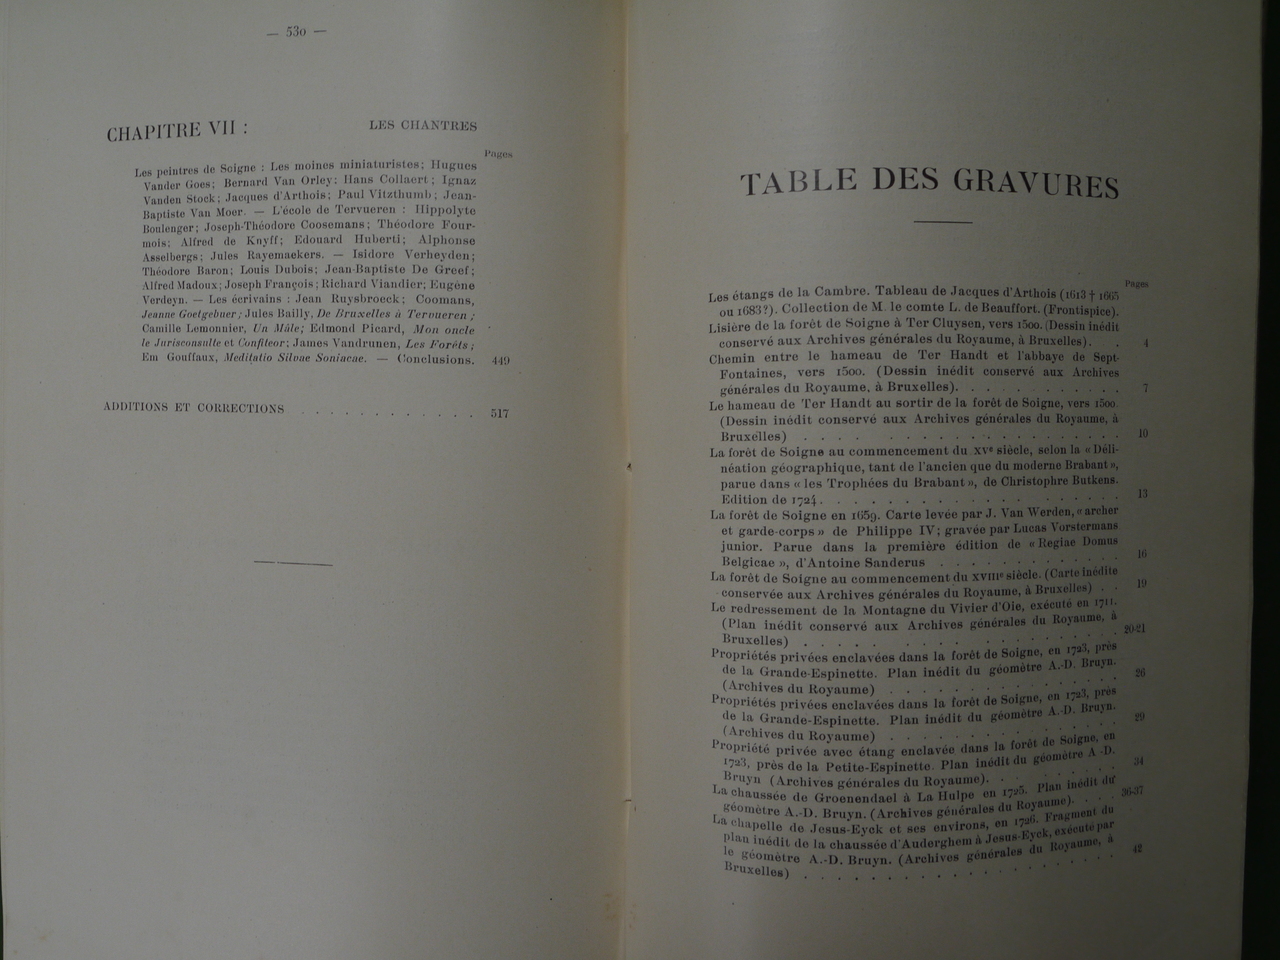 — 530 —
CHAPITRE VII : LES CHANTRES
Pages
Les peintres de Soigne : Les moines miniaturistes; Hugues
Vander Goes; Bernard Van Orley; Hans Collaert; Ignaz
Vanden Stock; Jacques d'Arthois; Paul Vitzthumb; Jean-
Baptiste Van Moer. — L'école de Tervueren : Hippolyte
Boulenger; Joseph-Théodore Coosemans; Théodore Four-
mois; Alfred de Knyff; Edouard Huberti; Alphonse
Asselbergs; Jules Raeymaekers. — Isidore Verheyden;
Théodore Baron; Louis Dubois; Jean-Baptiste De Greef;
Alfred Madoux; Joseph François; Richard Viandier; Eugène
Verdeyn. — Les écrivains : Jean Ruysbroeck; Coomans,
Jeanne Goetgebuer; Jules Bailly, De Bruxelles à Tervueren;
Camille Lemonnier, Un Mâle; Edmond Picard, Mon oncle
le Jurisconsulte et Confiteor; James Vandrunen, Les Forêts;
Em Gouffaux, Meditatio Silvae Soniacae. — Conclusions. 449
ADDITIONS ET CORRECTIONS . . . . . . . . . . . . 517
TABLE DES GRAVURES
Pages
Les étangs de la Cambre. Tableau de Jacques d'Arthois (1613 † 1665
ou 1683?). Collection de M. le comte L. de Beauffort. (Frontispice).
Lisière de la forêt de Soigne à Ter Cluysen, vers 1500. (Dessin inédit
conservé aux Archives générales du Royaume, à Bruxelles). . . 4
Chemin entre le hameau de Ter Handt et l'abbaye de Sept-
Fontaines, vers 1500. (Dessin inédit conservé aux Archives
générales du Royaume, à Bruxelles). . . . . . . . . . . 7
Le hameau de Ter Handt au sortir de la forêt de Soigne, vers 1500.
(Dessin inédit conservé aux Archives générales du Royaume, à
Bruxelles) . . . . . . . . . . . . . . . . . . . 10
La forêt de Soigne au commencement du XVe siècle, selon la « Déli-
néation géographique, tant de l'ancien que du moderne Brabant »,
parue dans « les Trophées du Brabant », de Christophre Butkens.
Edition de 1724. . . . . . . . . . . . . . . . . . 13
La forêt de Soigne en 1659. Carte levée par J. Van Werden, « archer
et garde-corps » de Philippe IV; gravée par Lucas Vorstermans
junior. Parue dans la première édition de « Regiae Domus
Belgicae », d'Antoine Sanderus . . . . . . . . . . . 16
La forêt de Soigne au commencement du XVIIIe siècle. (Carte inédite
conservée aux Archives générales du Royaume, à Bruxelles) . . 19
Le redressement de la Montagne du Vivier d'Oie, exécuté en 1711.
(Plan inédit conservé aux Archives générales du Royaume, à
Bruxelles) . . . . . . . . . . . . . . . . . . . 20-21
Propriétés privées enclavées dans la forêt de Soigne, en 1723, près
de la Grande-Espinette. Plan inédit du géomètre A.-D. Bruyn.
(Archives du Royaume) . . . . . . . . . . . . . . 26
Propriétés privées enclavées dans la forêt de Soigne, en 1723, près
de la Grande-Espinette. Plan inédit du géomètre A.-D. Bruyn.
(Archives du Royaume) . . . . . . . . . . . . . . 29
Propriété privée avec étang enclavée dans la forêt de Soigne, en
1723, près de la Petite-Espinette. Plan inédit du géomètre A.-D.
Bruyn (Archives générales du Royaume). . . . . . . . . 34
La chaussée de Groenendael à La Hulpe en 1725. Plan inédit du
géomètre A.-D. Bruyn. (Archives générales du Royaume). . . . 36-37
La chapelle de Jesus-Eyck et ses environs, en 1726. Fragment du
plan inédit de la chaussée d'Auderghem à Jesus-Eyck, exécuté par
le géomètre A.-D. Bruyn. (Archives générales du Royaume, à
Bruxelles) . . . . . . . . . . . . . . . . . . . 42